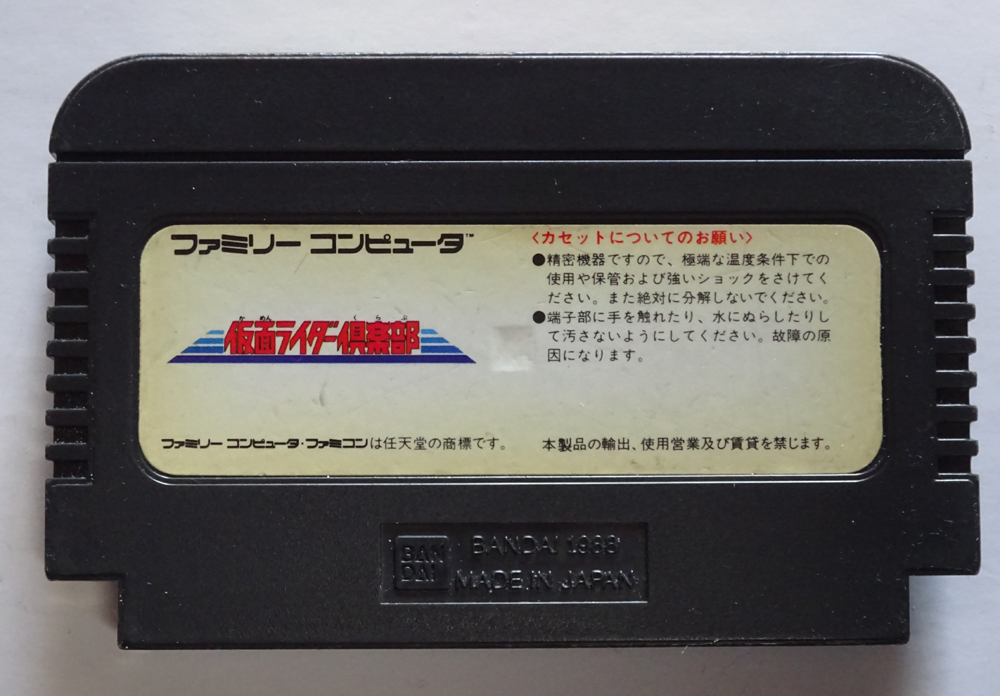 ファミリー コンピュータ™
かめん くらぶ
仮面ライダー倶楽部
〈カセットについてのお願い〉
●精密機器ですので、極端な温度条件下での
使用や保管および強いショックをさけてく
ださい。また絶対に分解しないでください。
●端子部に手を触れたり、水にぬらしたりし
て汚さないようにしてください。故障の原
因になります。
ファミリー コンピュータ・ファミコンは任天堂の商標です。
本製品の輸出、使用営業及び賃貸を禁じます。
BAN
DAI
BANDAI 1988
MADE IN JAPAN